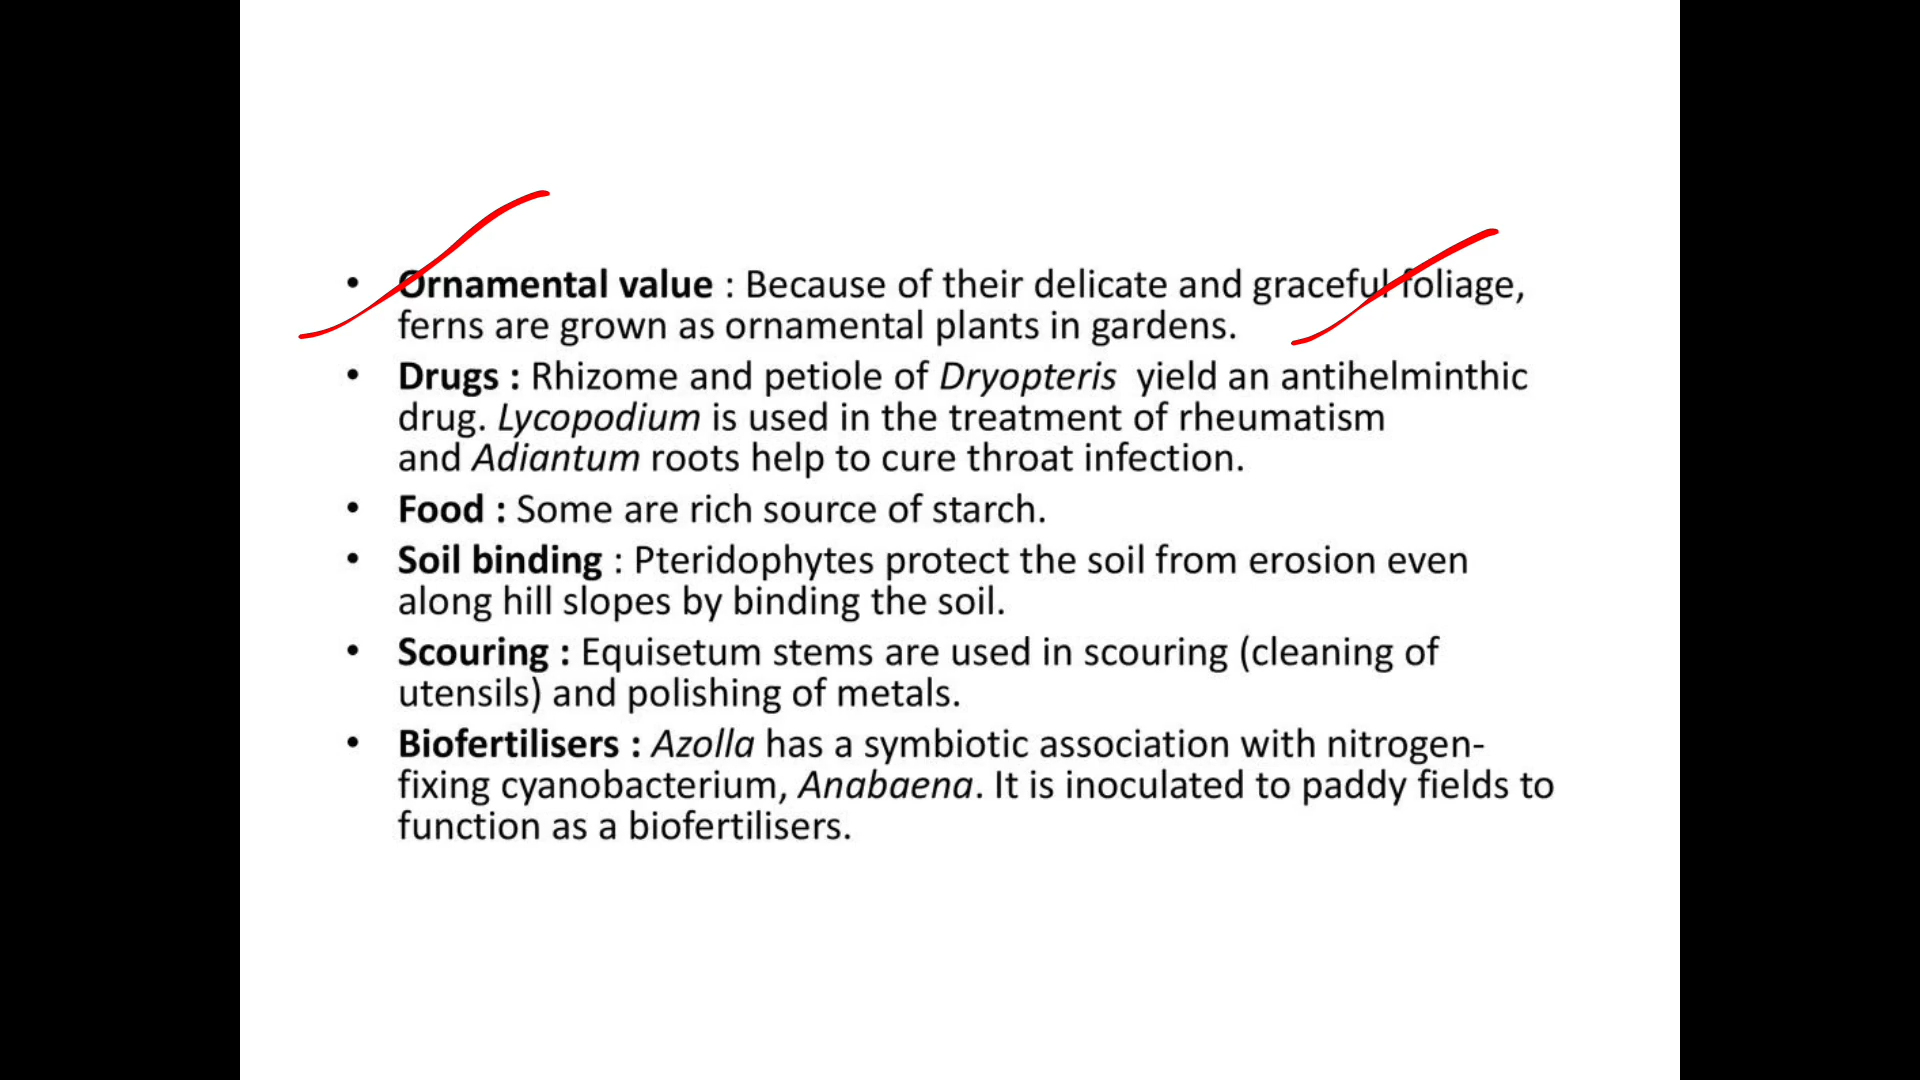 • Ornamental value : Because of their delicate and graceful foliage,
ferns are grown as ornamental plants in gardens.
• Drugs : Rhizome and petiole of Dryopteris yield an antihelminthic
drug. Lycopodium is used in the treatment of rheumatism
and Adiantum roots help to cure throat infection.
• Food : Some are rich source of starch.
• Soil binding : Pteridophytes protect the soil from erosion even
along hill slopes by binding the soil.
• Scouring : Equisetum stems are used in scouring (cleaning of
utensils) and polishing of metals.
• Biofertilisers : Azolla has a symbiotic association with nitrogen-
fixing cyanobacterium, Anabaena. It is inoculated to paddy fields to
function as a biofertilisers.